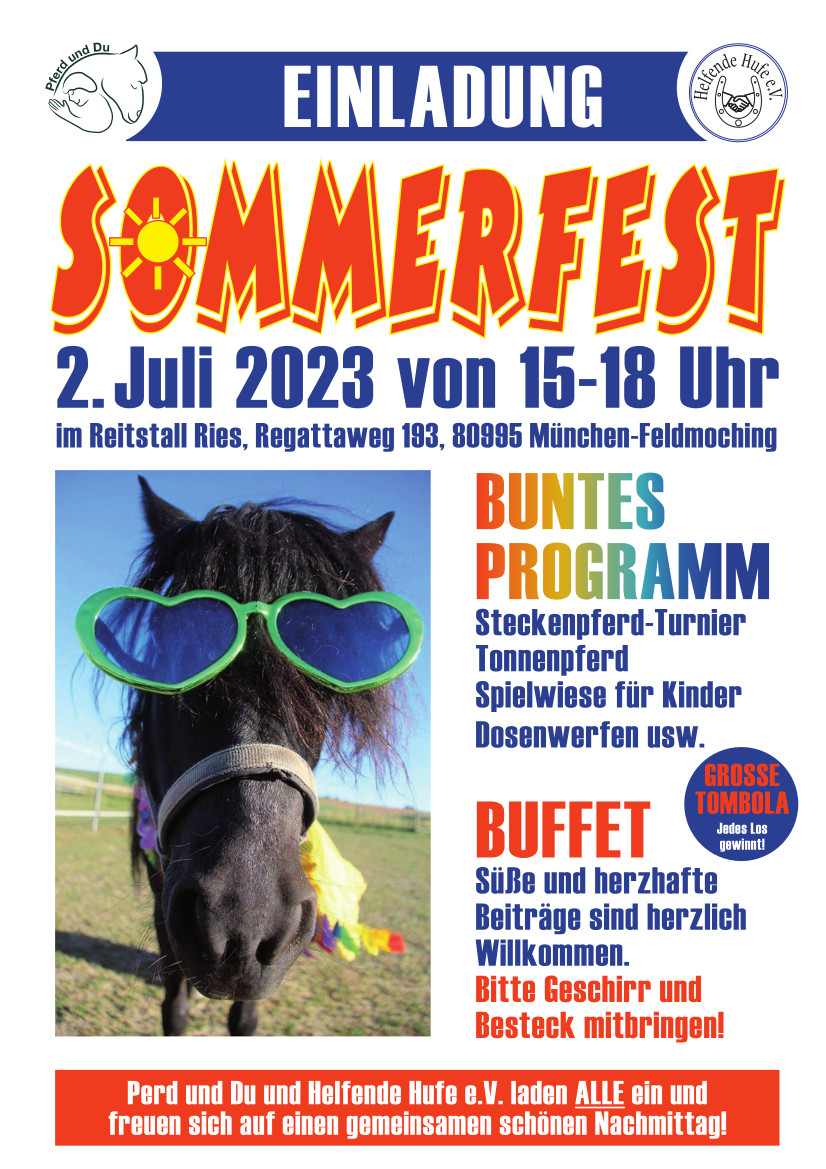 Pferd und Du
EINLADUNG
Helfende Hufe e.V.
SOMMERFEST
2. Juli 2023 von 15-18 Uhr
im Reitstall Ries, Regattaweg 193, 80995 München-Feldmoching
BUNTES
PROGRAMM
Steckenpferd-Turnier
Tonnenpferd
Spielwiese für Kinder
Dosenwerfen usw.
GROSSE
TOMBOLA
Jedes Los
gewinnt!
BUFFET
Süße und herzhafte
Beiträge sind herzlich
Willkommen.
Bitte Geschirr und
Besteck mitbringen!
Perd und Du und Helfende Hufe e.V. laden ALLE ein und
freuen sich auf einen gemeinsamen schönen Nachmittag!